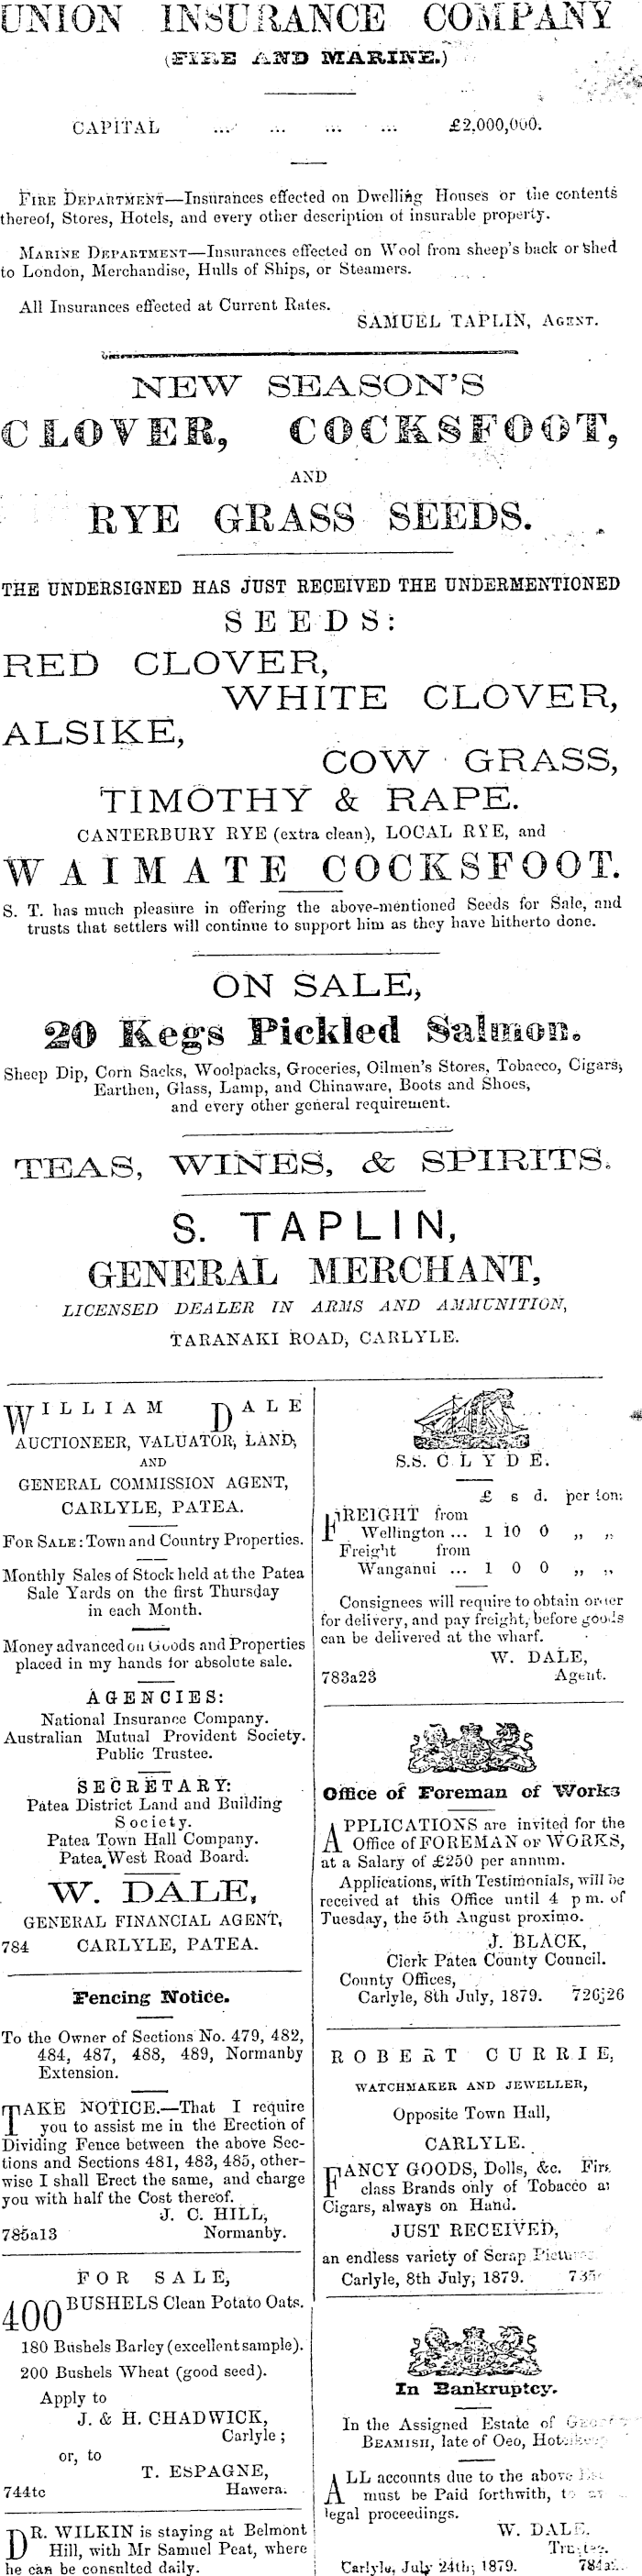 UNION INSURANCE COMPANY
(FIRE AND MARINE.)
CAPITAL ... ... ... ... £2,000,000.
FIRE DEPARTMENT—Insurances effected on Dwelling Houses or the contents
thereof, Stores, Hotels, and every other description of insurable property.
MARINE DEPARTMENT—Insurances effected on Wool from sheep's back or shed
to London, Merchandise, Hulls of Ships, or Steamers.
All Insurances effected at Current Rates.
SAMUEL TAPLIN, AGENT.
NEW SEASON'S
CLOVER, COCKSFOOT,
AND
RYE GRASS SEEDS.
THE UNDERSIGNED HAS JUST RECEIVED THE UNDERMENTIONED
SEEDS:
RED CLOVER,
WHITE CLOVER,
ALSIKE,
COW GRASS,
TIMOTHY & RAPE.
CANTERBURY RYE (extra clean), LOCAL RYE, and
WAIMATE COCKSFOOT.
S. T. has much pleasure in offering the above-mentioned Seeds for Sale, and
trusts that settlers will continue to support him as they have hitherto done.
ON SALE,
20 Kegs Pickled Salmon.
Sheep Dip, Corn Sacks, Woolpacks, Groceries, Oilmen's Stores, Tobacco, Cigars,
Earthen, Glass, Lamp, and Chinaware, Boots and Shoes,
and every other general requirement.
TEAS, WINES, & SPIRITS.
S. TAPLIN,
GENERAL MERCHANT,
LICENSED DEALER IN ARMS AND AMMUNITION,
TARANAKI ROAD, CARLYLE.
WILLIAM DALE
AUCTIONEER, VALUATOR, LAND,
AND
GENERAL COMMISSION AGENT,
CARLYLE, PATEA.
FOR SALE: Town and Country Properties.
Monthly Sales of Stock held at the Patea
Sale Yards on the first Thursday
in each Month.
Money advanced on Goods and Properties
placed in my hands for absolute sale.
AGENCIES:
National Insurance Company.
Australian Mutual Provident Society.
Public Trustee.
SECRETARY:
Patea District Land and Building
Society.
Patea Town Hall Company.
Patea West Road Board.
W. DALE,
GENERAL FINANCIAL AGENT,
784 CARLYLE, PATEA.
Fencing Notice.
To the Owner of Sections No. 479, 482,
484, 487, 488, 489, Normanby
Extension.
TAKE NOTICE.—That I require
you to assist me in the Erection of
Dividing Fence between the above Sec-
tions and Sections 481, 483, 485, other-
wise I shall Erect the same, and charge
you with half the Cost thereof.
J. C. HILL,
785a13 Normanby.
FOR SALE,
400 BUSHELS Clean Potato Oats.
180 Bushels Barley (excellent sample).
200 Bushels Wheat (good seed).
Apply to
J. & H. CHADWICK,
Carlyle;
or, to
T. ESPAGNE,
744tc Hawera.
DR. WILKIN is staying at Belmont
Hill, with Mr Samuel Peat, where
he can be consulted daily.
S.S. CLYDE.
£ s d. per ton.
FREIGHT from
Wellington ... 1 10 0 „ „
Freight from
Wanganui ... 1 0 0 „ „
Consignees will require to obtain order
for delivery, and pay freight, before goods
can be delivered at the wharf.
W. DALE,
783a23 Agent.
Office of Foreman of Works
APPLICATIONS are invited for the
Office of FOREMAN OF WORKS,
at a Salary of £250 per annum.
Applications, with Testimonials, will be
received at this Office until 4 p m. of
Tuesday, the 5th August proximo.
J. BLACK,
Clerk Patea County Council.
County Offices,
Carlyle, 8th July, 1879. 726j26
ROBERT CURRIE,
WATCHMAKER AND JEWELLER,
Opposite Town Hall,
CARLYLE.
FANCY GOODS, Dolls, &c. Firs
class Brands only of Tobacco a
Cigars, always on Hand.
JUST RECEIVED,
an endless variety of Scrap
Carlyle, 8th July, 1879.
In Bankruptcy.
In the Assigned Estate of
BEAMISH, late of Oeo,
ALL accounts due to the above
must be Paid forthwith,
legal proceedings.
W. DALE.
Carlyle, July 24th, 1879.